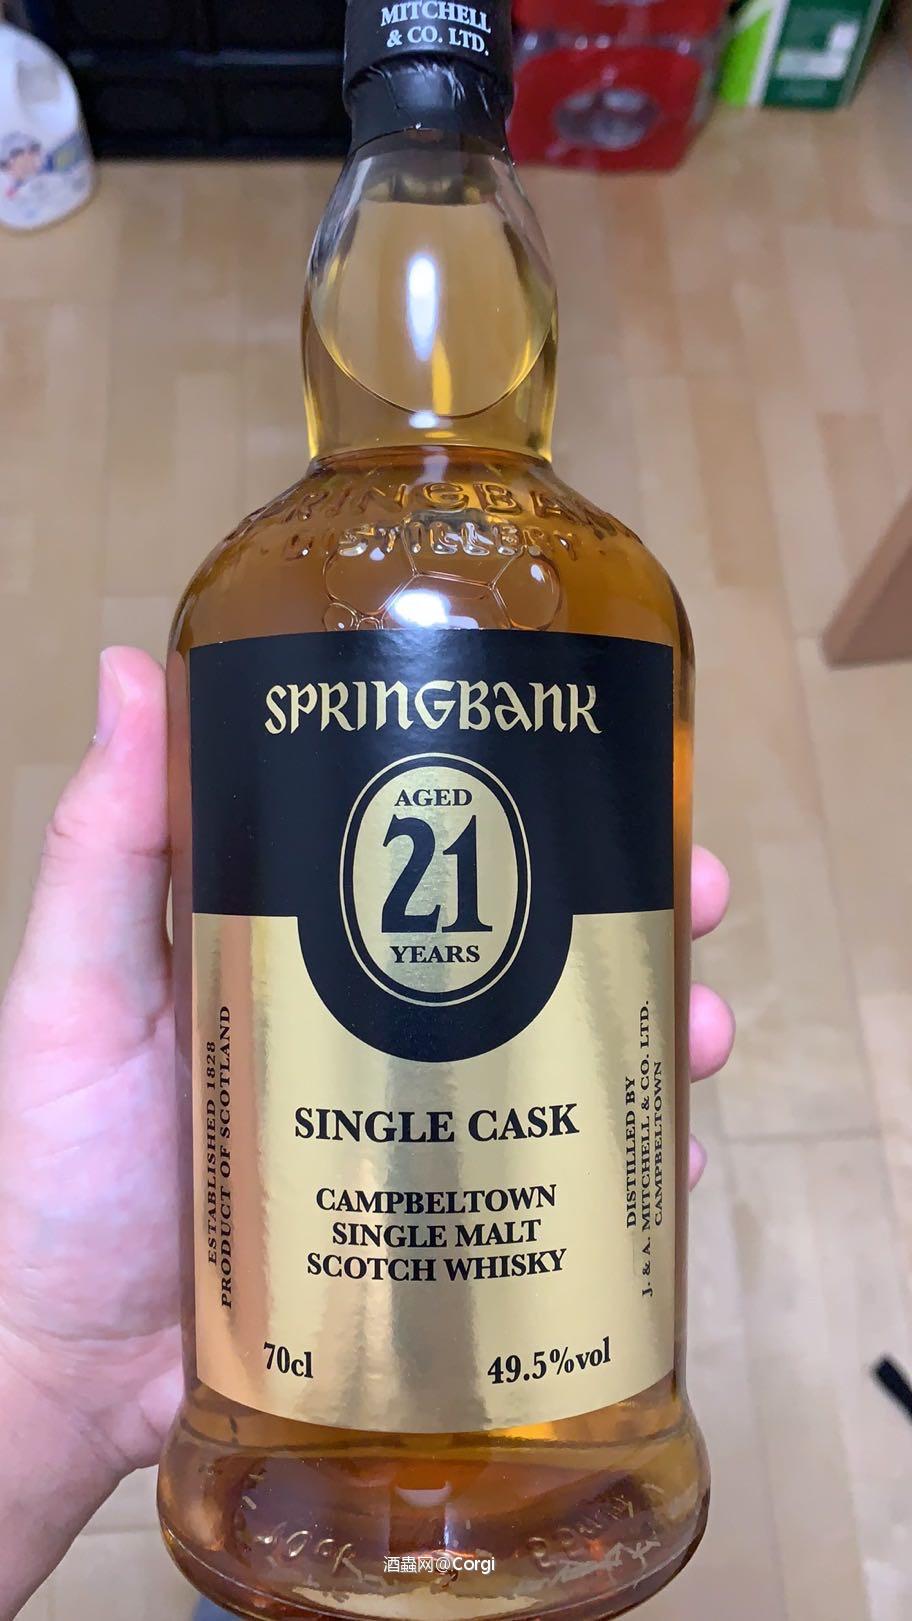 MITCHELL
& CO. LTD.
SPRINGBANK
DISTILLERY
SPRINGBANK
AGED
21
YEARS
ESTABLISHED 1828
PRODUCT OF SCOTLAND
SINGLE CASK
CAMPBELTOWN
SINGLE MALT
SCOTCH WHISKY
DISTILLED BY
J. & A. MITCHELL & CO. LTD.
CAMPBELTOWN
70cl
49.5%vol
酒蟲网@Corgi